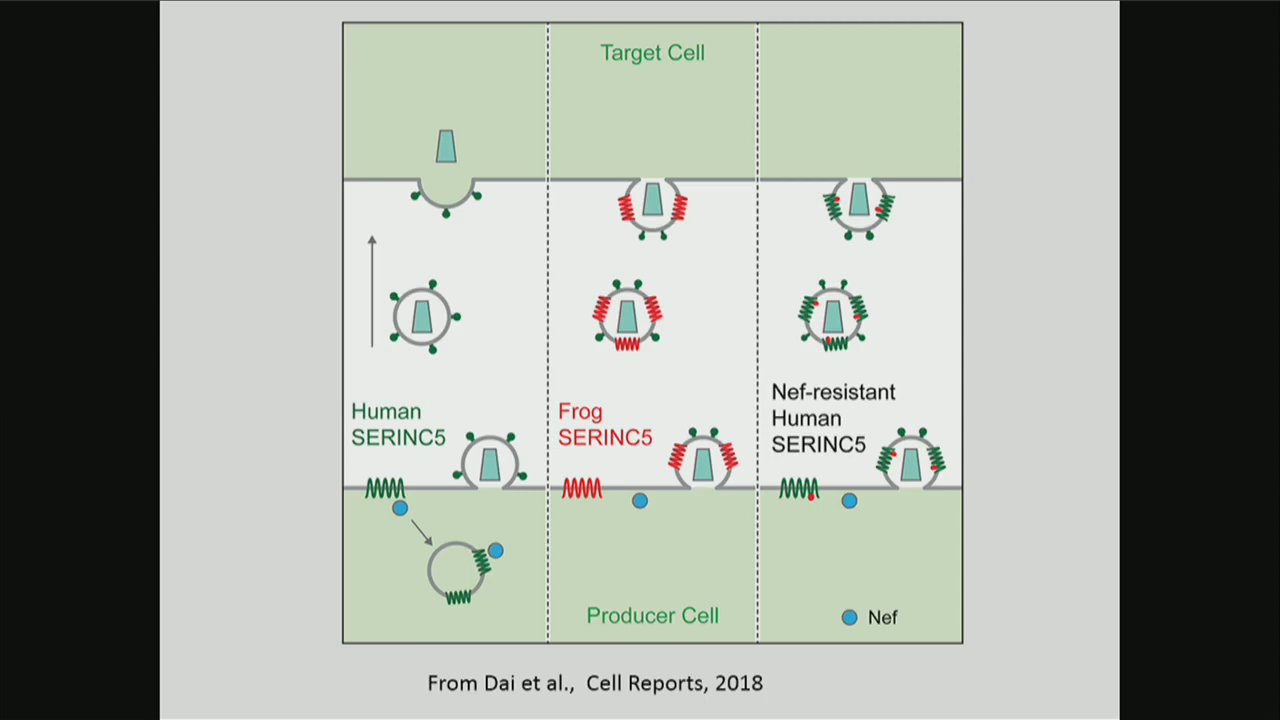 Target Cell
Human
SERINC5
Frog
SERINC5
Nef-resistant
Human
SERINC5
Producer Cell
Nef
From Dai et al.,  Cell Reports, 2018